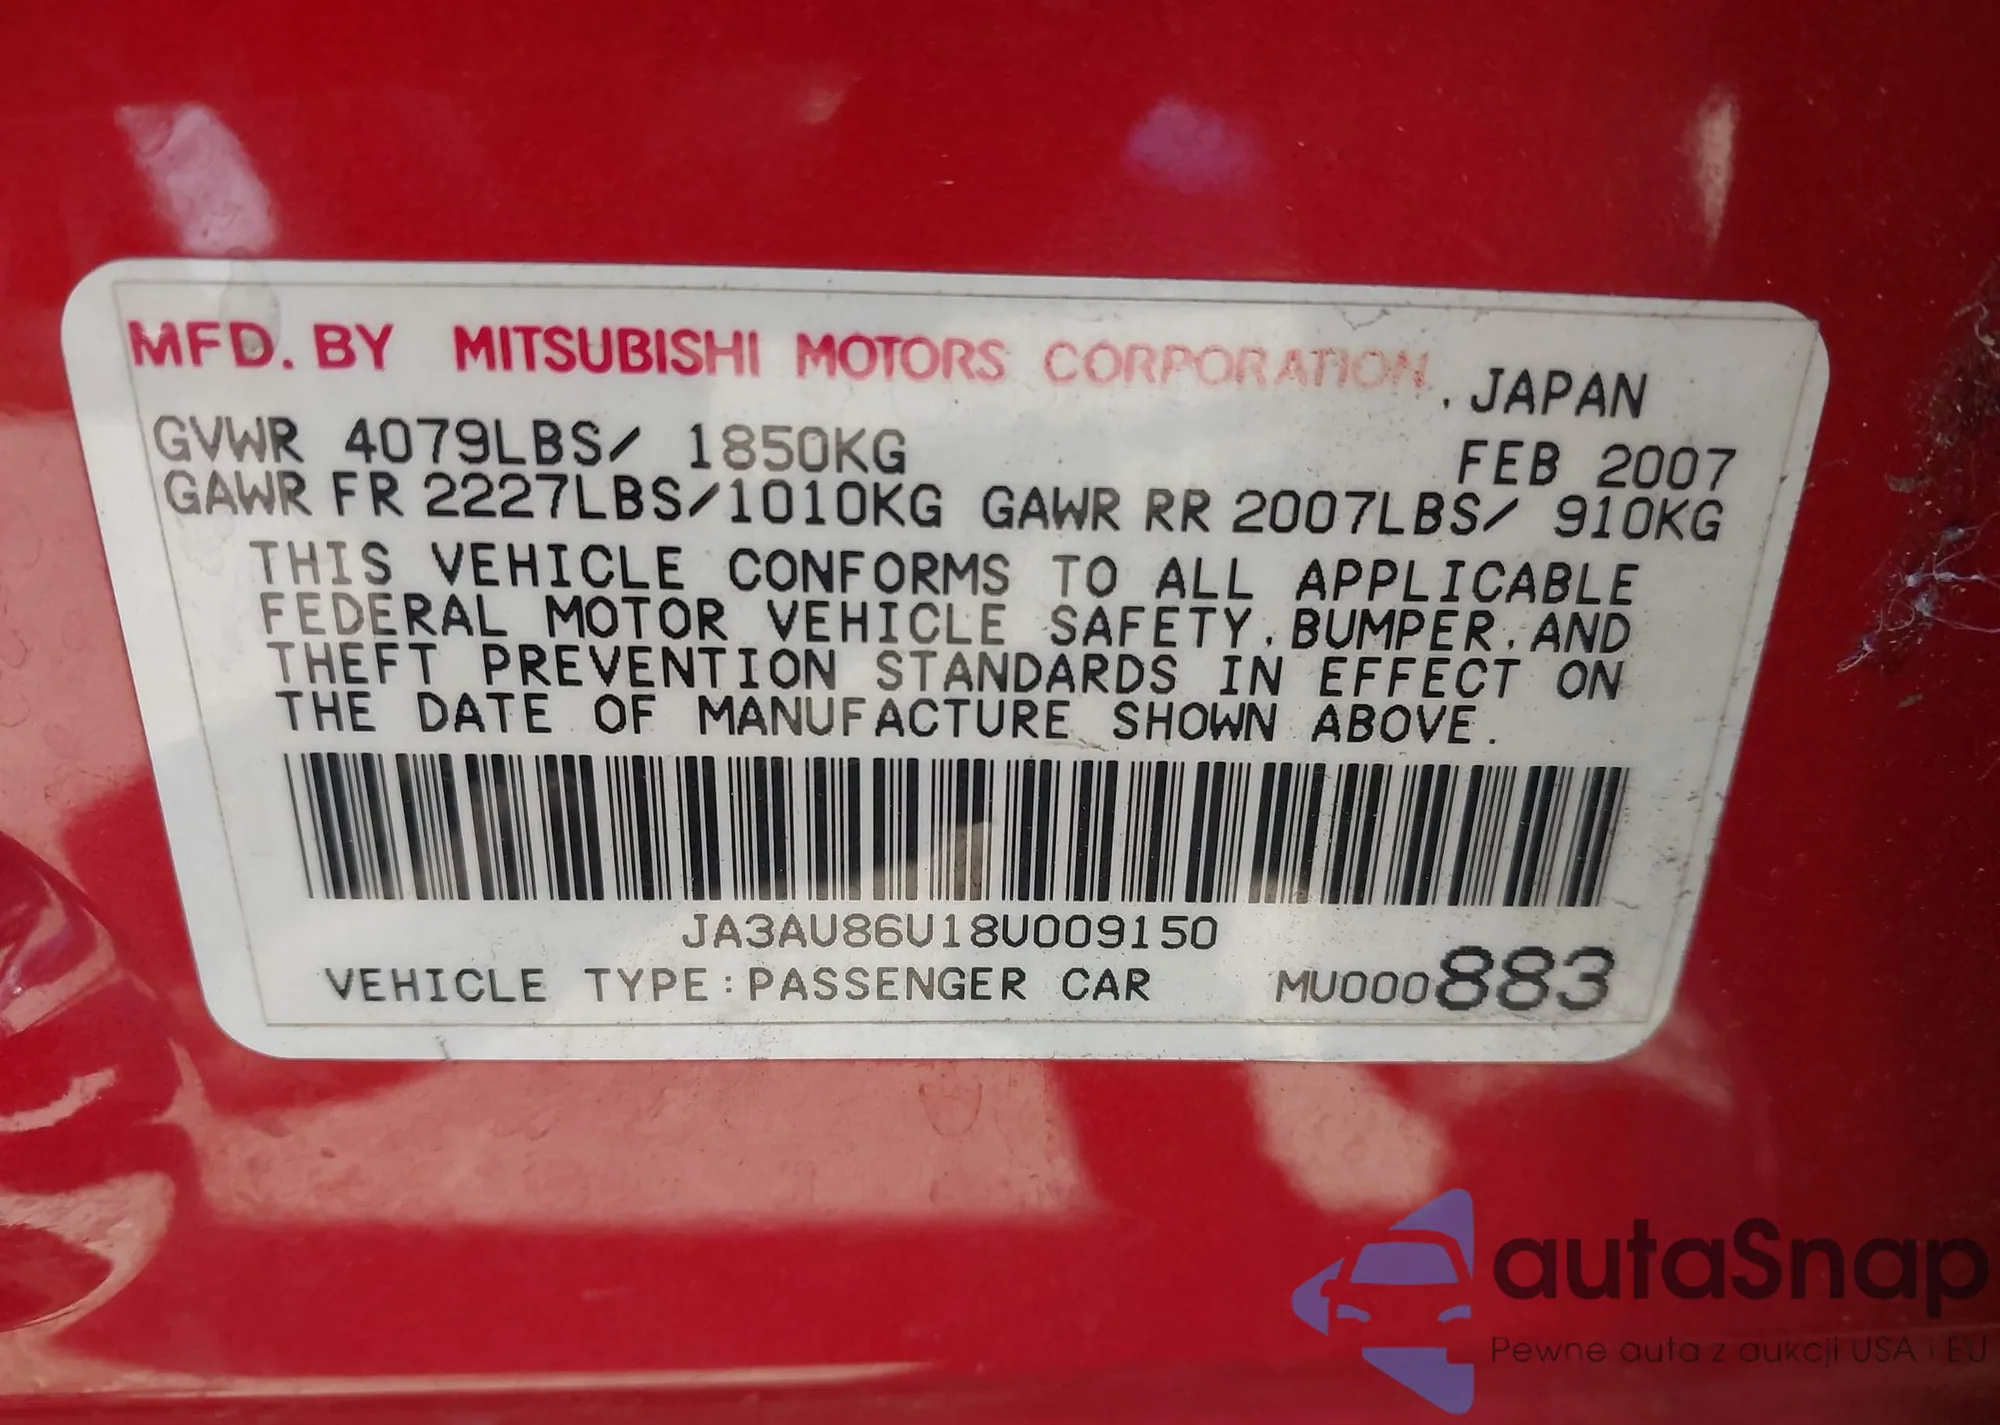 MFD. BY MITSUBISHI MOTORS CORPORATION, JAPAN
GVWR 4079LBS/ 1850KG FEB 2007
GAWR FR 2227LBS/1010KG GAWR RR 2007LBS/ 910KG
THIS VEHICLE CONFORMS TO ALL APPLICABLE
FEDERAL MOTOR VEHICLE SAFETY, BUMPER, AND
THEFT PREVENTION STANDARDS IN EFFECT ON
THE DATE OF MANUFACTURE SHOWN ABOVE.
JA3AU86U18U009150
VEHICLE TYPE:PASSENGER CAR MU000883
autaSnap
Pewne auta z aukcji USA i EU